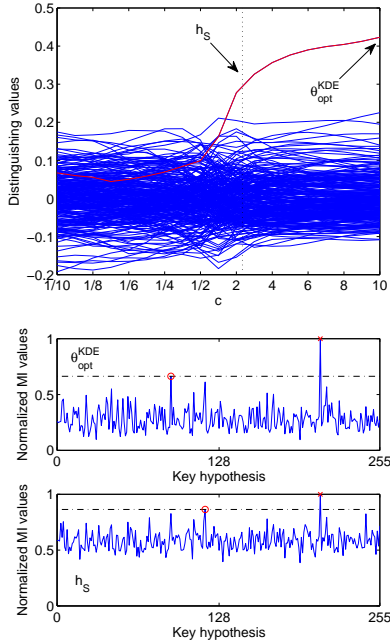 0.5
0.4
0.3
0.2
0.1
0
-0.1
-0.2
Distinguishing values
h_S
θ_opt^KDE
1/10 1/8 1/6 1/4 1/2 2 4 6 8 10
c
1
0.5
0
Normalized MI values
θ_opt^KDE
0 128 255
Key hypothesis
1
0.5
0
Normalized MI values
h_S
0 128 255
Key hypothesis